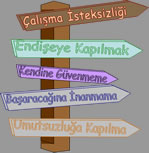 Çalışma İsteksizliği
Endişeye Kapılmak
Kendine Güvenmeme
Başaracağına İnanmama
Umutsuzluğa Kapılma